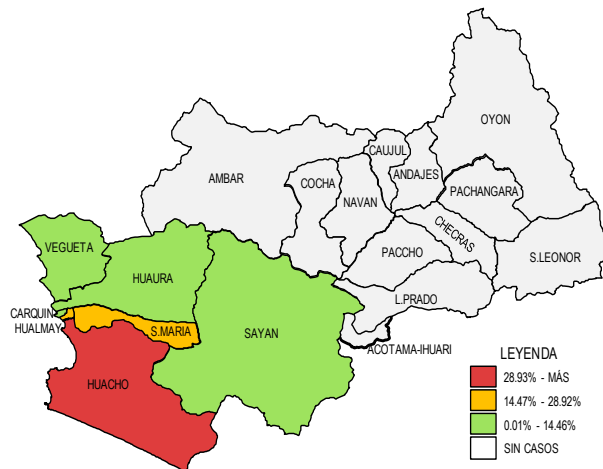 OYON
CAUJUL
ANDAJES
AMBAR
COCHA
NAVAN
PACHANGARA
CHECRAS
VEGUETA
HUAURA
PACCHO
S.LEONOR
L.PRADO
CARQUIN
HUALMAY
S.MARIA
SAYAN
ACOTAMA-IHUARI
HUACHO
LEYENDA
28.93% - MÁS
14.47% - 28.92%
0.01% - 14.46%
SIN CASOS